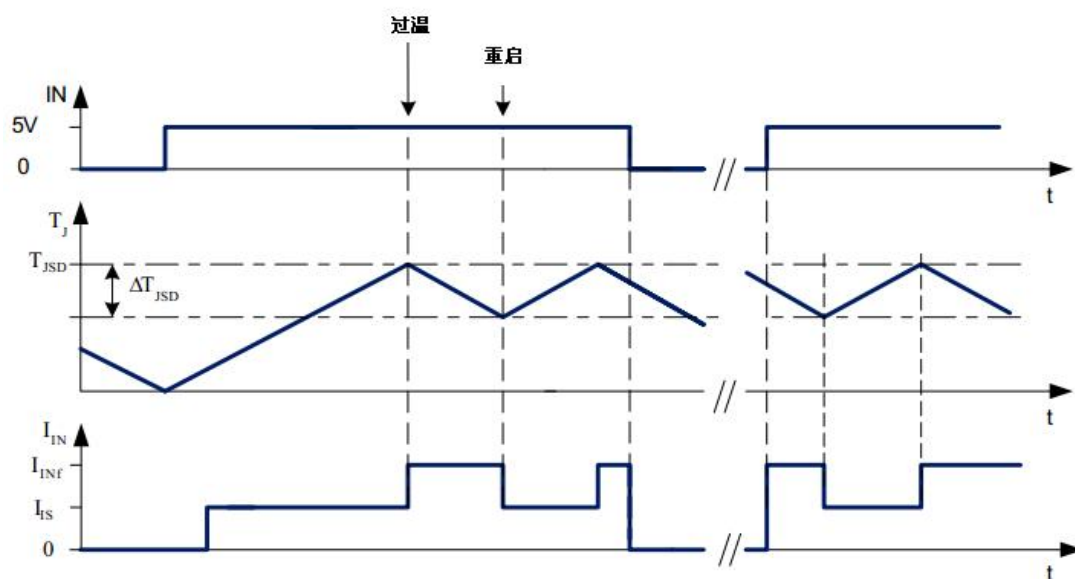 过温
重启
IN
5V
0
t
T_J
T_JSD
ΔT_JSD
t
I_IN
I_INf
I_IS
0
t